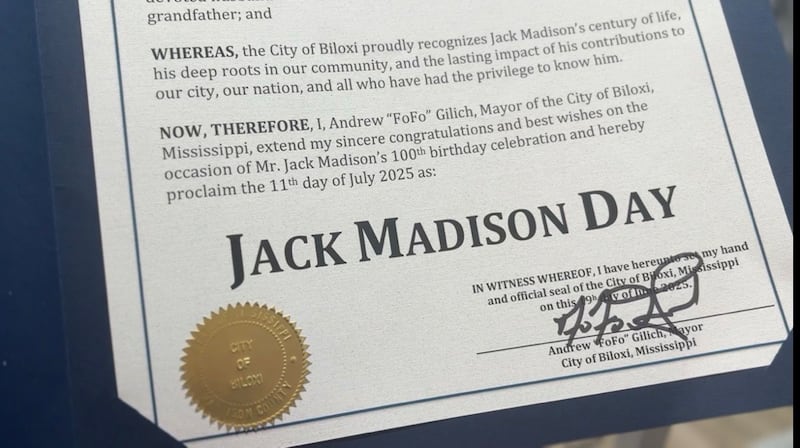 grandfather; and
WHEREAS, the City of Biloxi proudly recognizes Jack Madison's century of life,
his deep roots in our community, and the lasting impact of his contributions to
our city, our nation, and all who have had the privilege to know him.
NOW, THEREFORE, I, Andrew "FoFo" Gilich, Mayor of the City of Biloxi,
Mississippi, extend my sincere congratulations and best wishes on the
occasion of Mr. Jack Madison's 100th birthday celebration and hereby
proclaim the 11th day of July 2025 as:
JACK MADISON DAY
IN WITNESS WHEREOF, I have hereunto set my hand
and official seal of the City of Biloxi, Mississippi
on this day of 2025.
Andrew "FoFo" Gilich, Mayor
City of Biloxi, Mississippi
CITY
OF
BILOXI